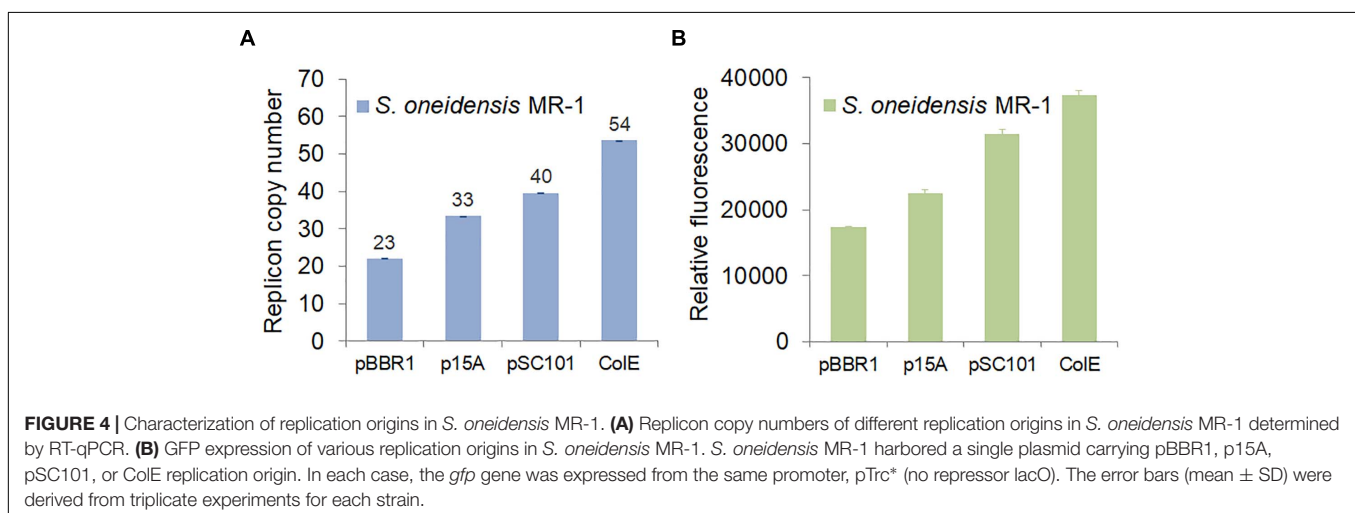 A
70
60
50
40
30
20
10
0
Replicon copy number
S. oneidensis MR-1
23
33
40
54
pBBR1 p15A pSC101 ColE
B
40000
30000
20000
10000
0
Relative fluorescence
S. oneidensis MR-1
pBBR1 p15A pSC101 ColE
FIGURE 4 | Characterization of replication origins in S. oneidensis MR-1. (A) Replicon copy numbers of different replication origins in S. oneidensis MR-1 determined
by RT-qPCR. (B) GFP expression of various replication origins in S. oneidensis MR-1. S. oneidensis MR-1 harbored a single plasmid carrying pBBR1, p15A,
pSC101, or ColE replication origin. In each case, the gfp gene was expressed from the same promoter, pTrc* (no repressor lacO). The error bars (mean ± SD) were
derived from triplicate experiments for each strain.